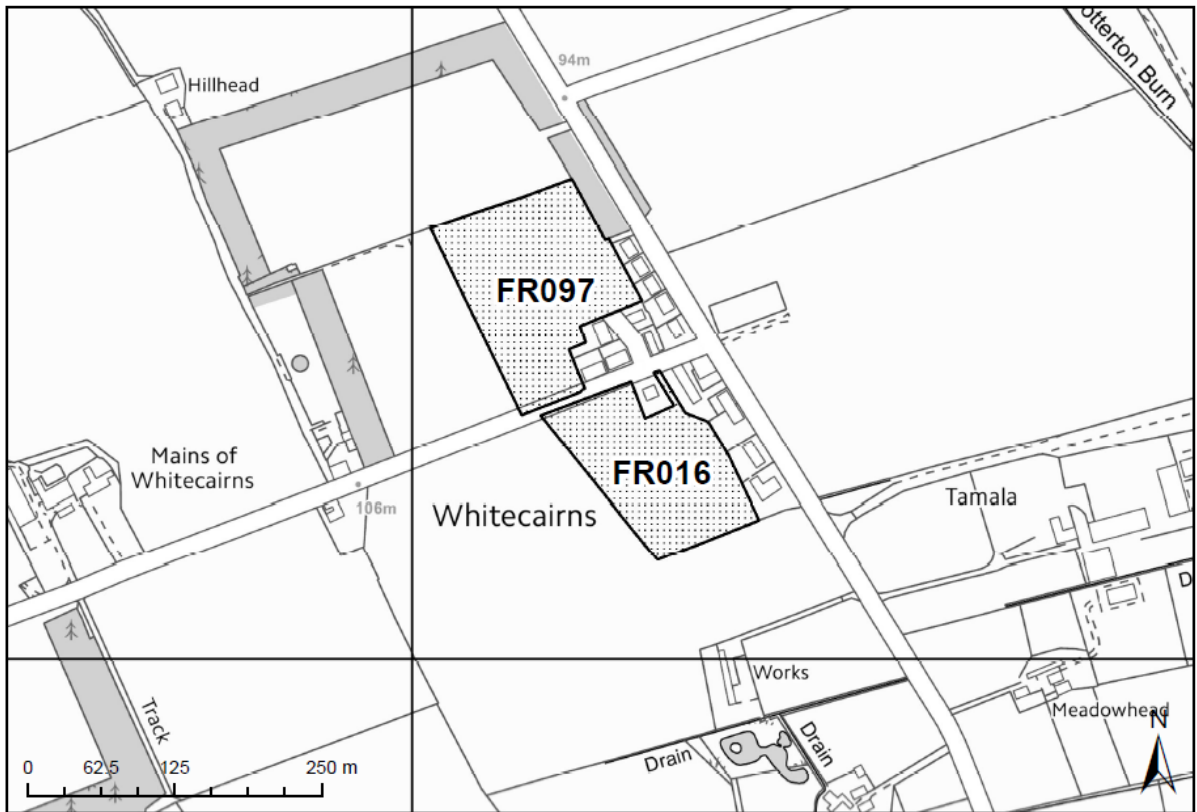 94m
otterton Burn
Hillhead
FR097
Mains of
Whitecairns
106m
FR016
Whitecairns
Tamala
D
Works
Meadowhead
Track
Drain
Drain
N
0 62.5 125 250 m